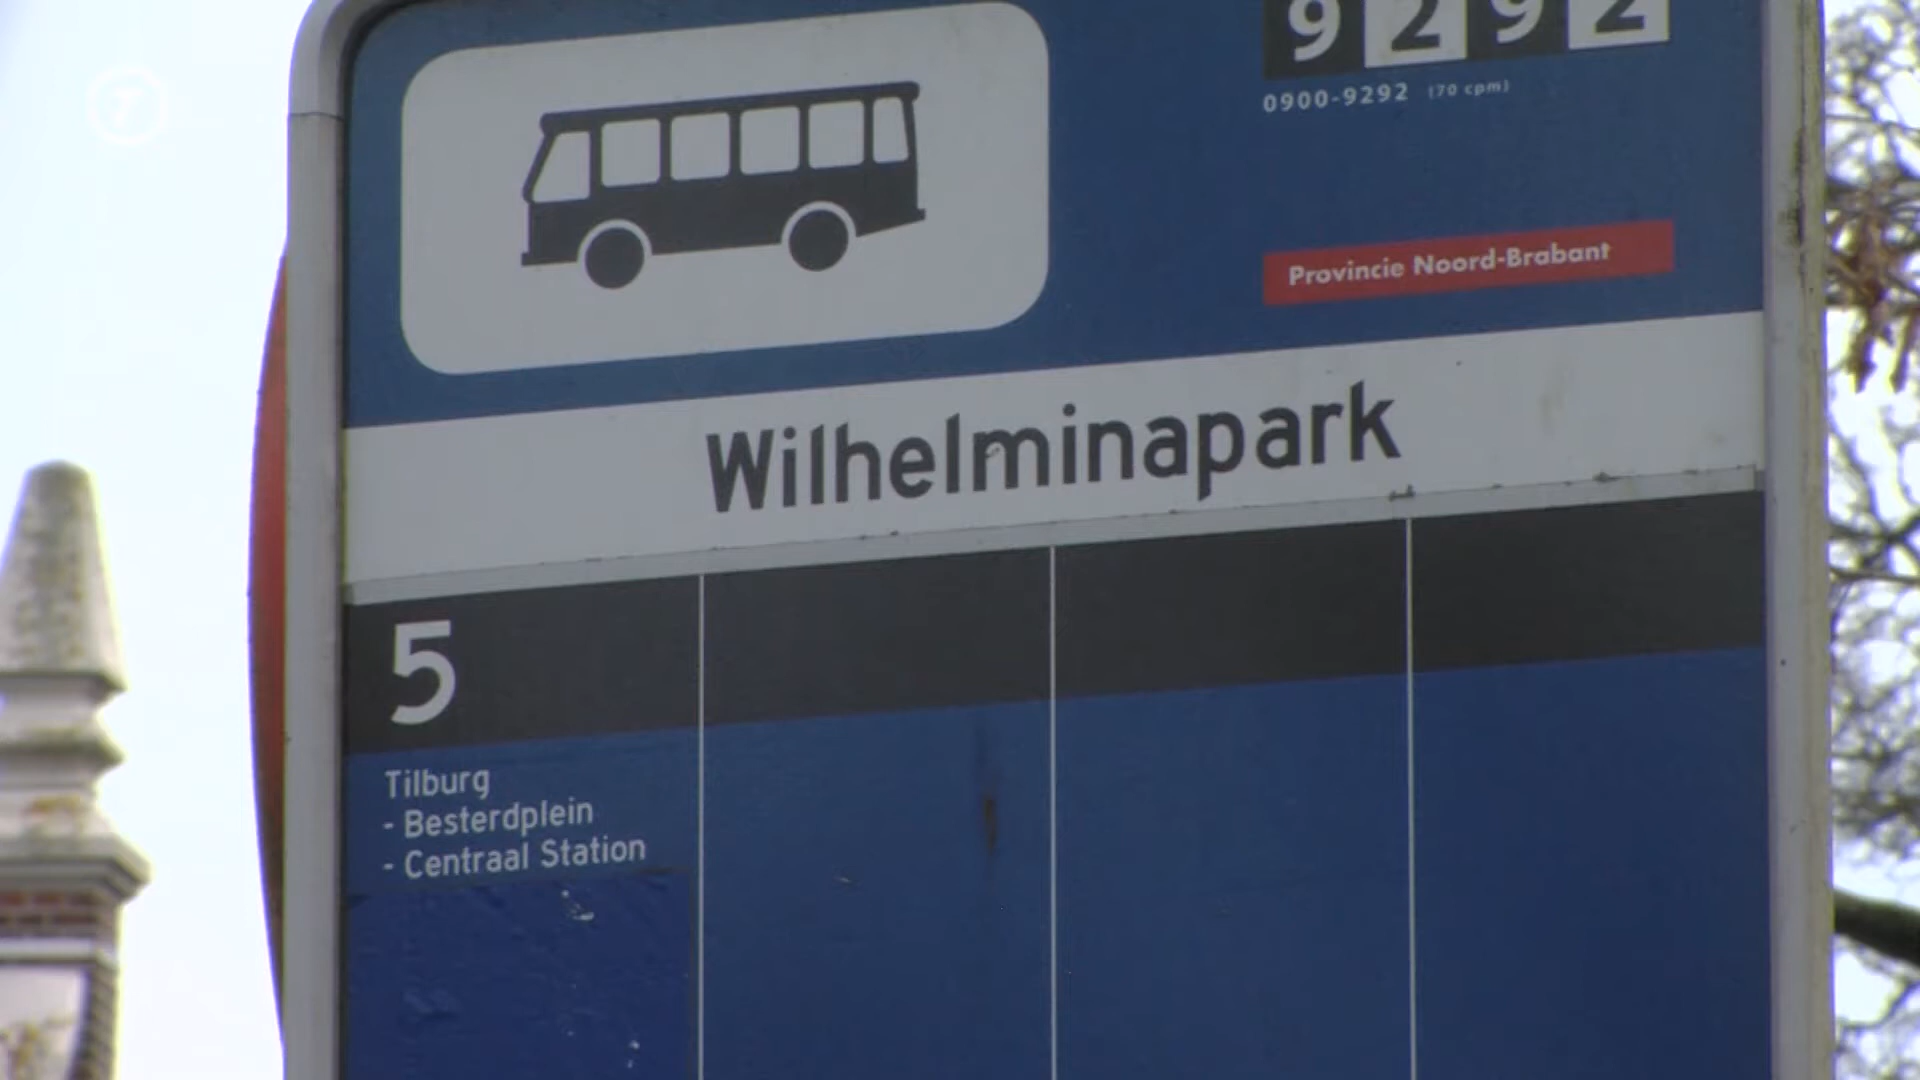 9292
0900-9292 (70 cpm)
Provincie Noord-Brabant
Wilhelminapark
5
Tilburg
- Besterdplein
- Centraal Station